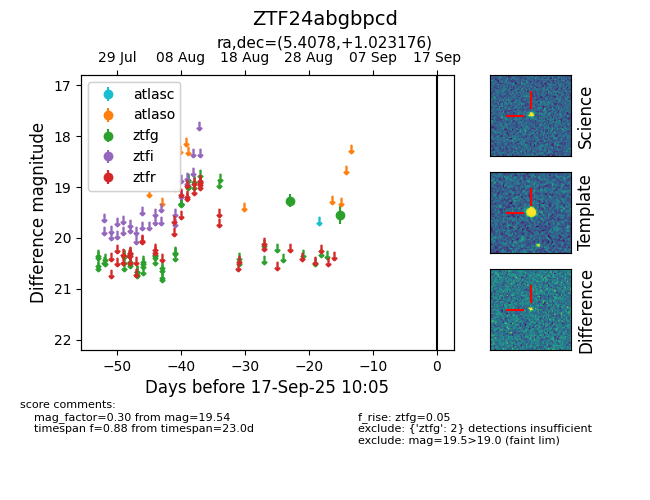 ZTF24abgbpcd
ra,dec=(5.4078,+1.023176)
29 Jul 08 Aug 18 Aug 28 Aug 07 Sep 17 Sep
atlasc
atlaso
ztfg
ztfi
ztfr
17
18
19
20
21
22
Difference magnitude
−50 −40 −30 −20 −10 0
Days before 17-Sep-25 10:05
Science
Template
Difference
score comments:
mag_factor=0.30 from mag=19.54
timespan f=0.88 from timespan=23.0d
f_rise: ztfg=0.05
exclude: {'ztfg': 2} detections insufficient
exclude: mag=19.5>19.0 (faint lim)